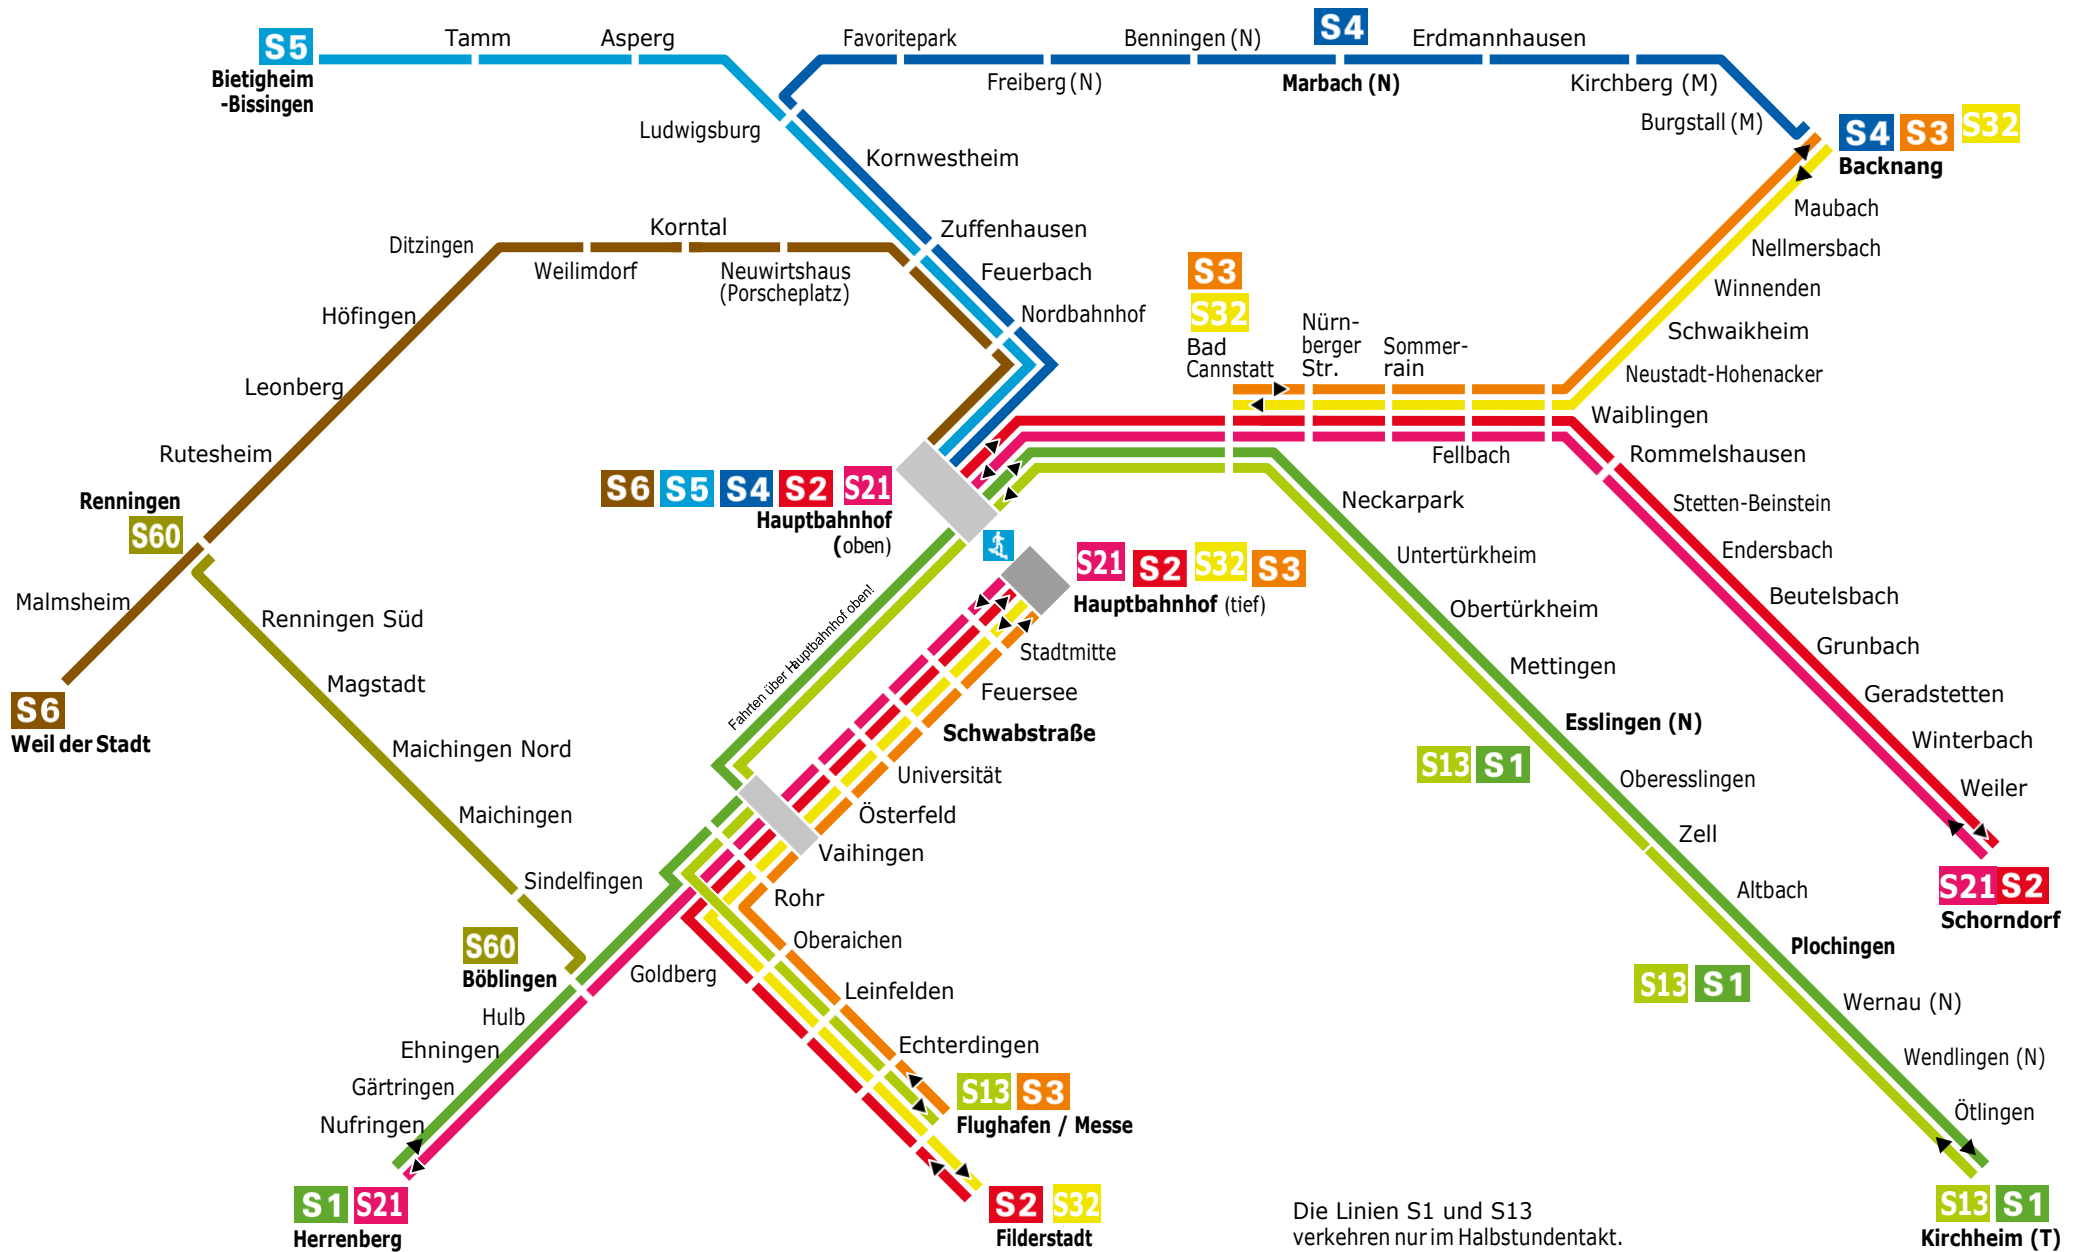 S5
Bietigheim
-Bissingen
Tamm
Asperg
Ludwigsburg
Favoritepark
Freiberg (N)
Benningen (N)
S4
Marbach (N)
Erdmannhausen
Kirchberg (M)
Burgstall (M)
S4 S3 S32
Backnang
Kornwestheim
Zuffenhausen
Feuerbach
Nordbahnhof
Korntal
Ditzingen
Weilimdorf
Neuwirtshaus
(Porscheplatz)
Höfingen
Leonberg
Rutesheim
Renningen
S60
Malmsheim
S6
Weil der Stadt
Renningen Süd
Magstadt
Maichingen Nord
Maichingen
Sindelfingen
S60
Böblingen
Maubach
Nellmersbach
Winnenden
Schwaikheim
Neustadt-Hohenacker
Waiblingen
S3
S32
Bad
Cannstatt
Nürn-
berger
Str.
Sommer-
rain
Fellbach
Rommelshausen
Stetten-Beinstein
Endersbach
Beutelsbach
Grunbach
Geradstetten
Winterbach
Weiler
S21 S2
Schorndorf
S6 S5 S4 S2 S21
Hauptbahnhof
(oben)
S21 S2 S32 S3
Hauptbahnhof (tief)
Fahrten über Hauptbahnhof oben!
Stadtmitte
Feuersee
Schwabstraße
Universität
Österfeld
Vaihingen
Rohr
Oberaichen
Leinfelden
Echterdingen
S13 S3
Flughafen / Messe
S2 S32
Filderstadt
Goldberg
Hulb
Ehningen
Gärtringen
Nufringen
S1 S21
Herrenberg
Neckarpark
Untertürkheim
Obertürkheim
Mettingen
Esslingen (N)
S13 S1
Oberesslingen
Zell
Altbach
Plochingen
S13 S1
Wernau (N)
Wendlingen (N)
Ötlingen
S13 S1
Kirchheim (T)
Die Linien S1 und S13
verkehren nur im Halbstundentakt.